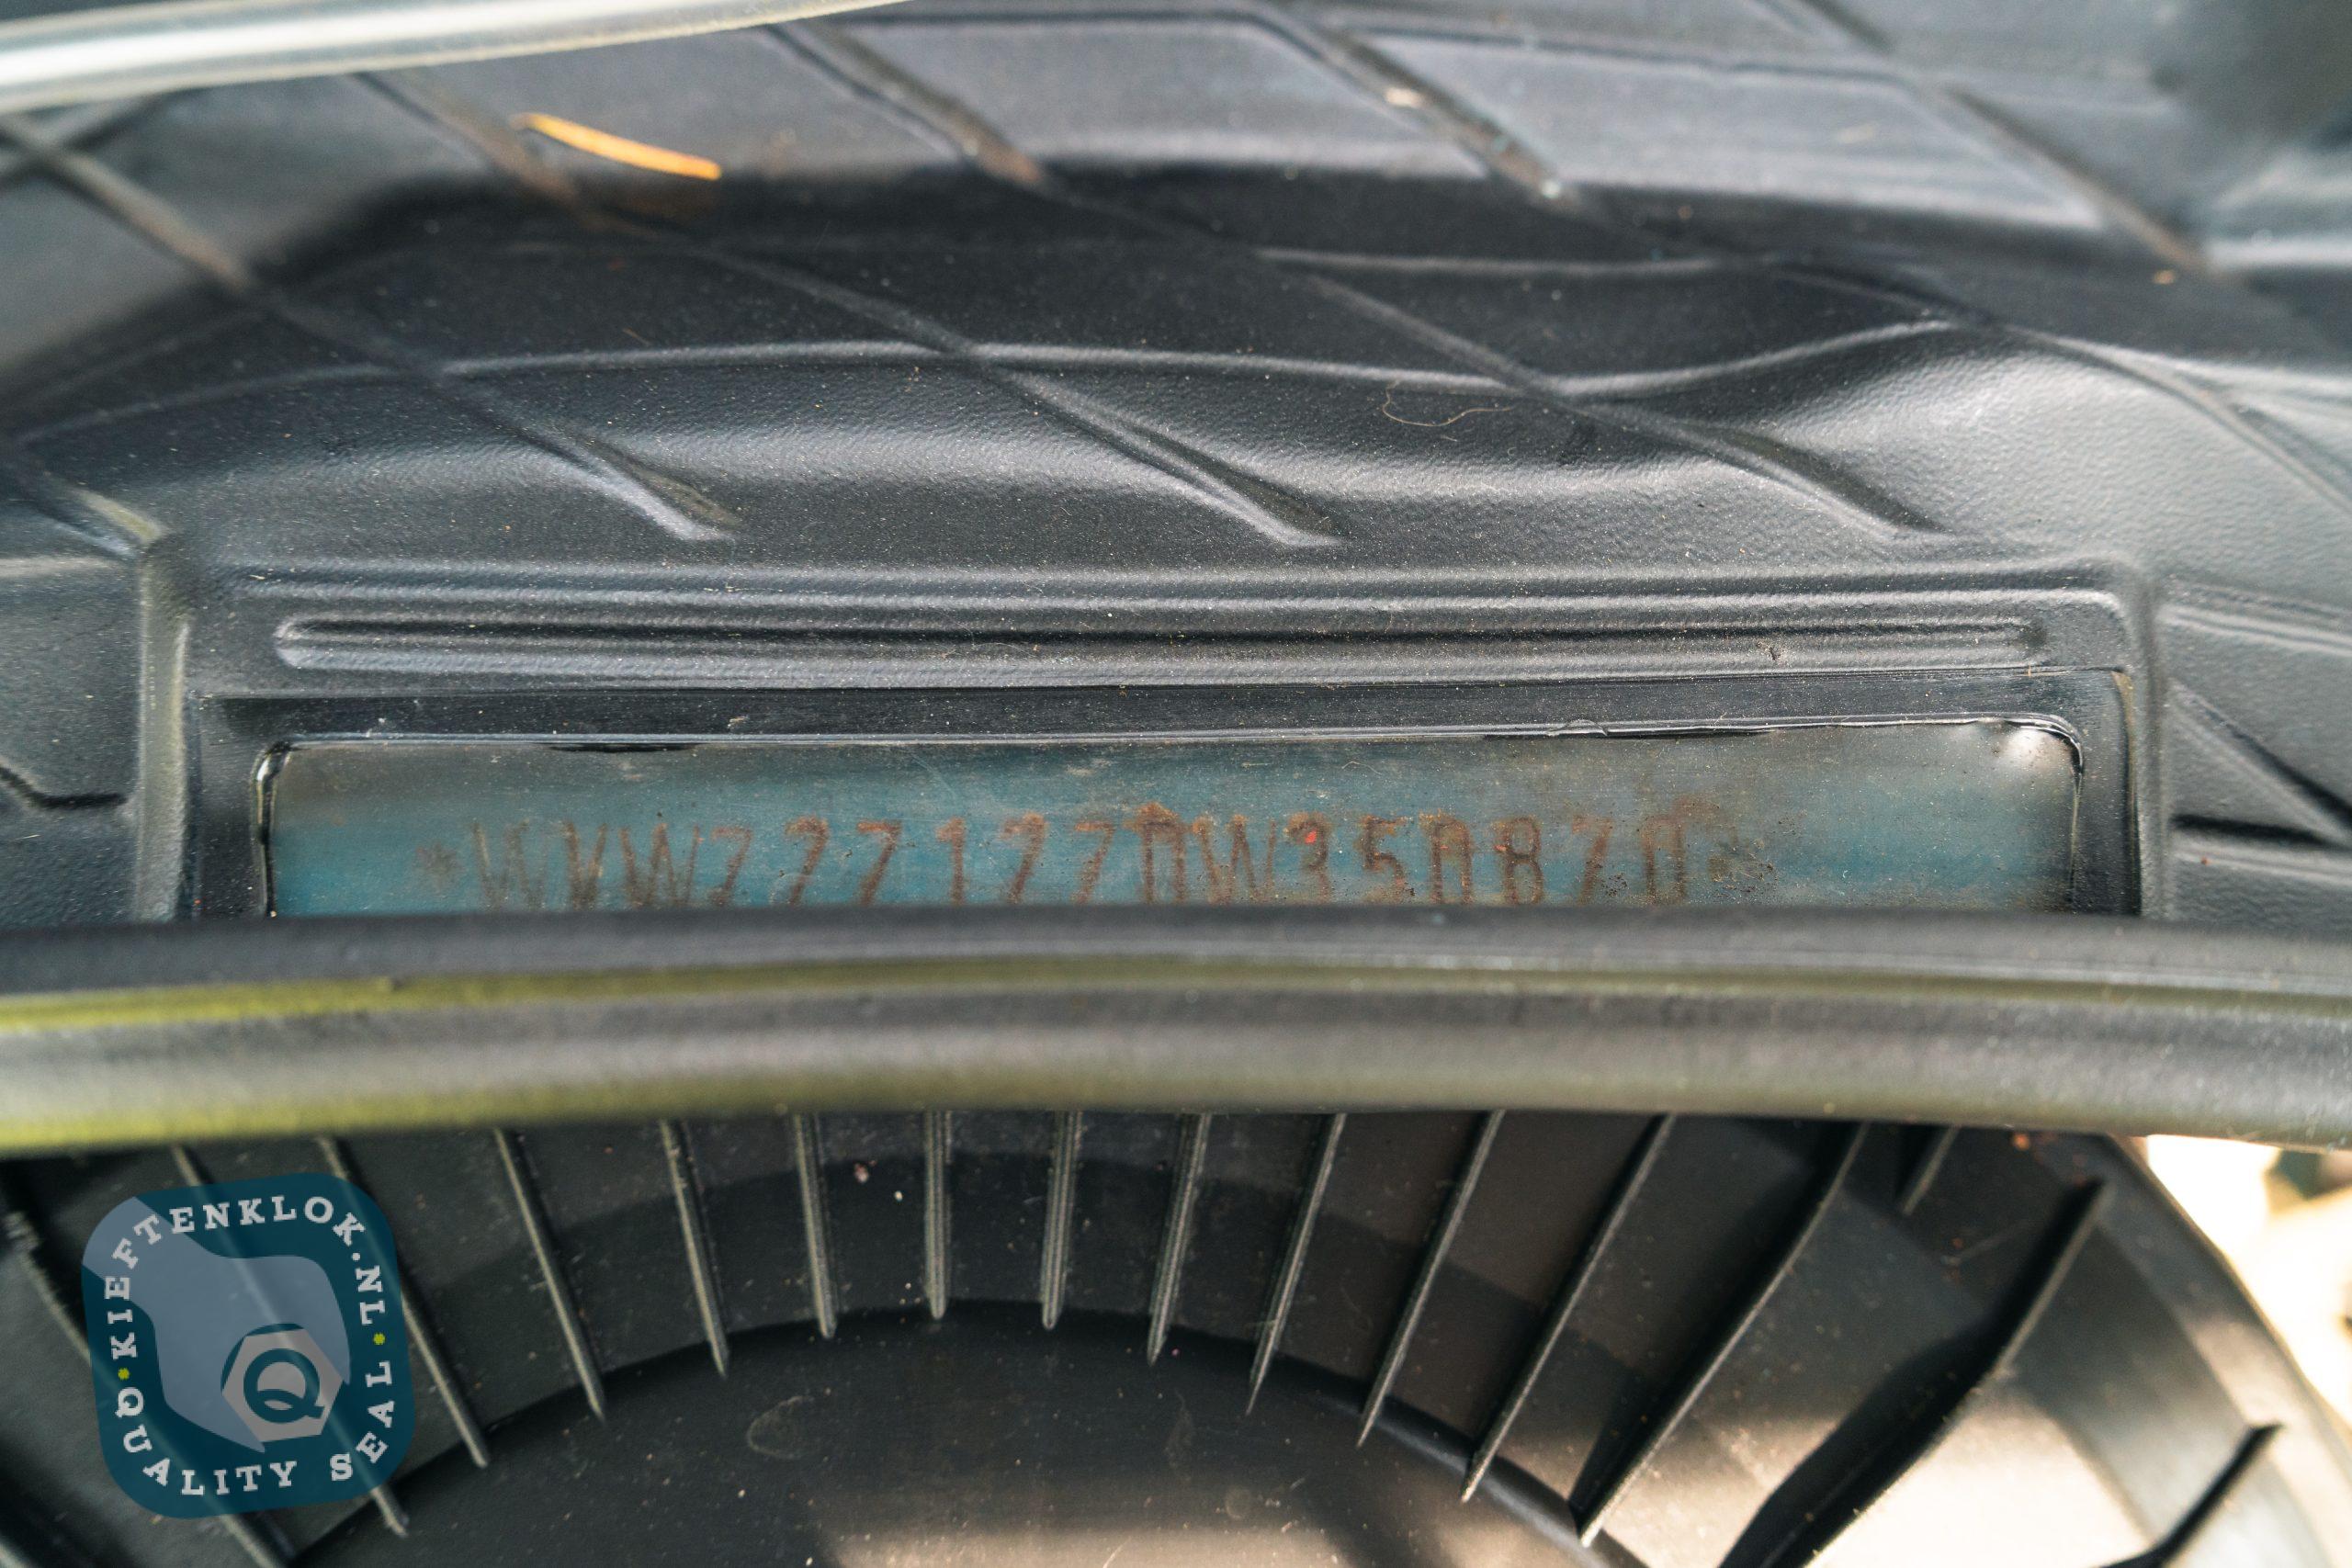 *WVWZZZ17ZDW350870*
KIEFTENKLOK.NL
QUALITY SEAL
Q